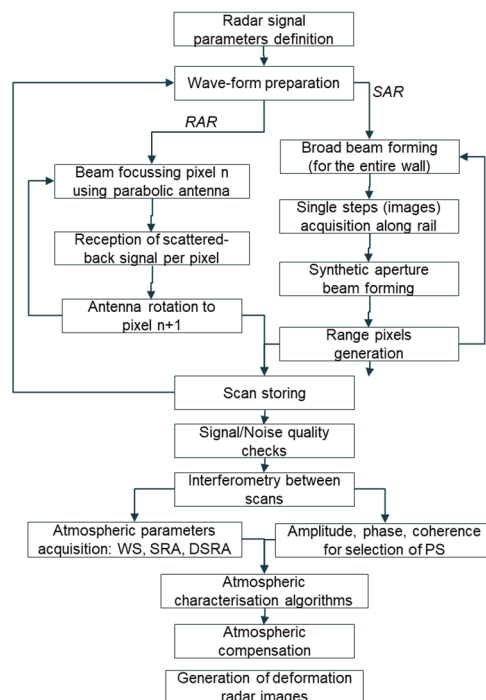 Radar signal
parameters definition
Wave-form preparation
SAR
RAR
Broad beam forming
(for the entire wall)
Beam focussing pixel n
using parabolic antenna
Single steps (images)
acquisition along rail
Reception of scattered-
back signal per pixel
Synthetic aperture
beam forming
Antenna rotation to
pixel n+1
Range pixels
generation
Scan storing
Signal/Noise quality
checks
Interferometry between
scans
Atmospheric parameters
acquisition: WS, SRA, DSRA
Amplitude, phase, coherence
for selection of PS
Atmospheric
characterisation algorithms
Atmospheric
compensation
Generation of deformation
radar images